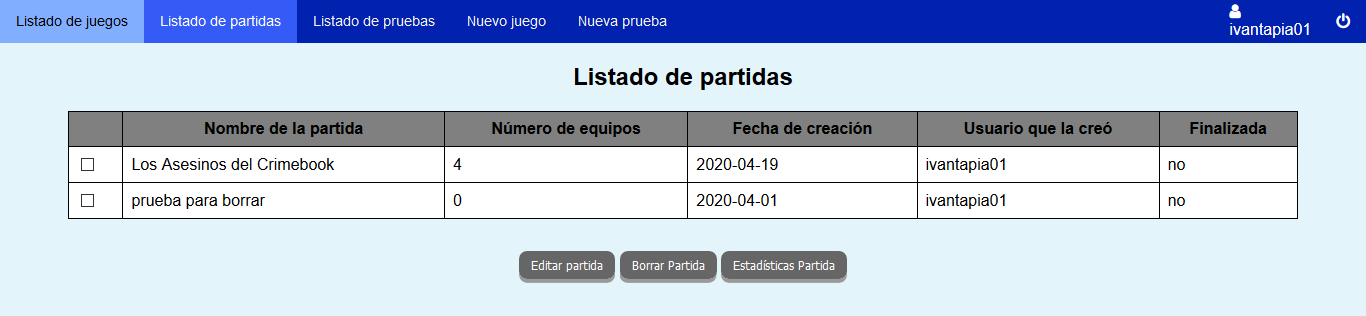 Listado de juegos Listado de partidas Listado de pruebas Nuevo juego Nueva prueba ivantapia01
Listado de partidas
Nombre de la partida Número de equipos Fecha de creación Usuario que la creó Finalizada
Los Asesinos del Crimebook 4 2020-04-19 ivantapia01 no
prueba para borrar 0 2020-04-01 ivantapia01 no
Editar partida Borrar Partida Estadísticas Partida